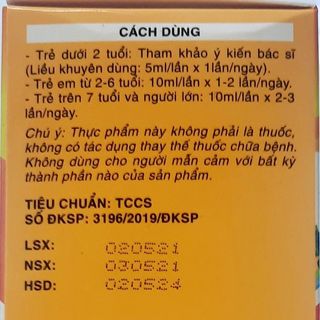 CÁCH DÙNG
- Trẻ dưới 2 tuổi: Tham khảo ý kiến bác sĩ
(Liều khuyên dùng: 5ml/lần x 1lần/ngày).
- Trẻ em từ 2-6 tuổi: 10ml/lần x 1-2 lần/ngày.
- Trẻ trên 7 tuổi và người lớn: 10ml/lần x 2-3
lần/ngày.
Chú ý: Thực phẩm này không phải là thuốc,
không có tác dụng thay thế thuốc chữa bệnh.
Không dùng cho người mẫn cảm với bất kỳ
thành phần nào của sản phẩm.
TIÊU CHUẨN: TCCS
SỐ ĐKSP: 3196/2019/ĐKSP
LSX: 020521
NSX: 030521
HSD: 020524